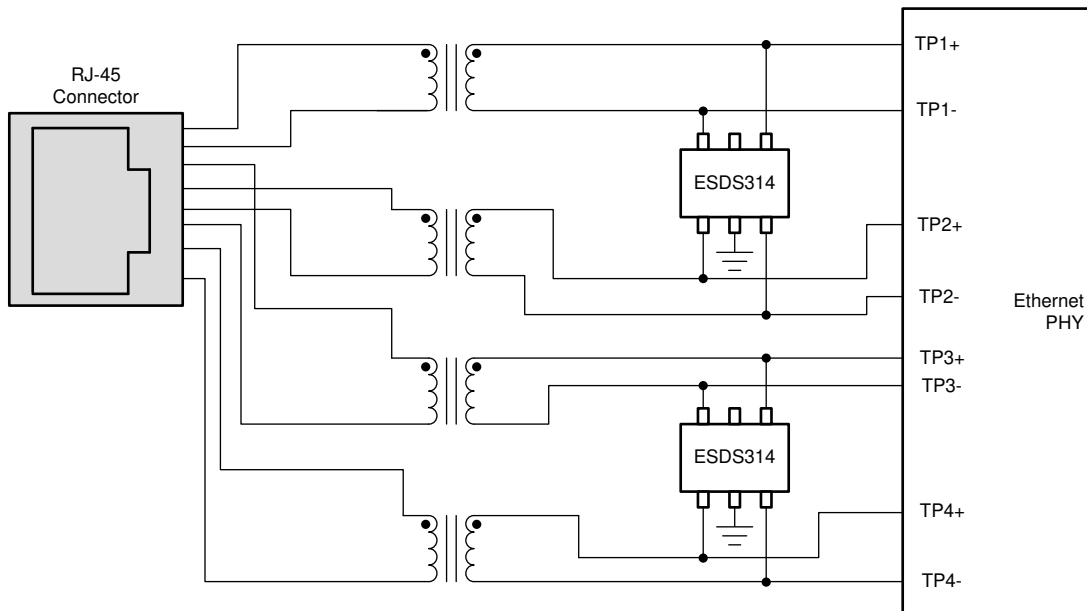 RJ-45
Connector
TP1+
TP1-
ESDS314
TP2+
TP2-
Ethernet
PHY
TP3+
TP3-
ESDS314
TP4+
TP4-